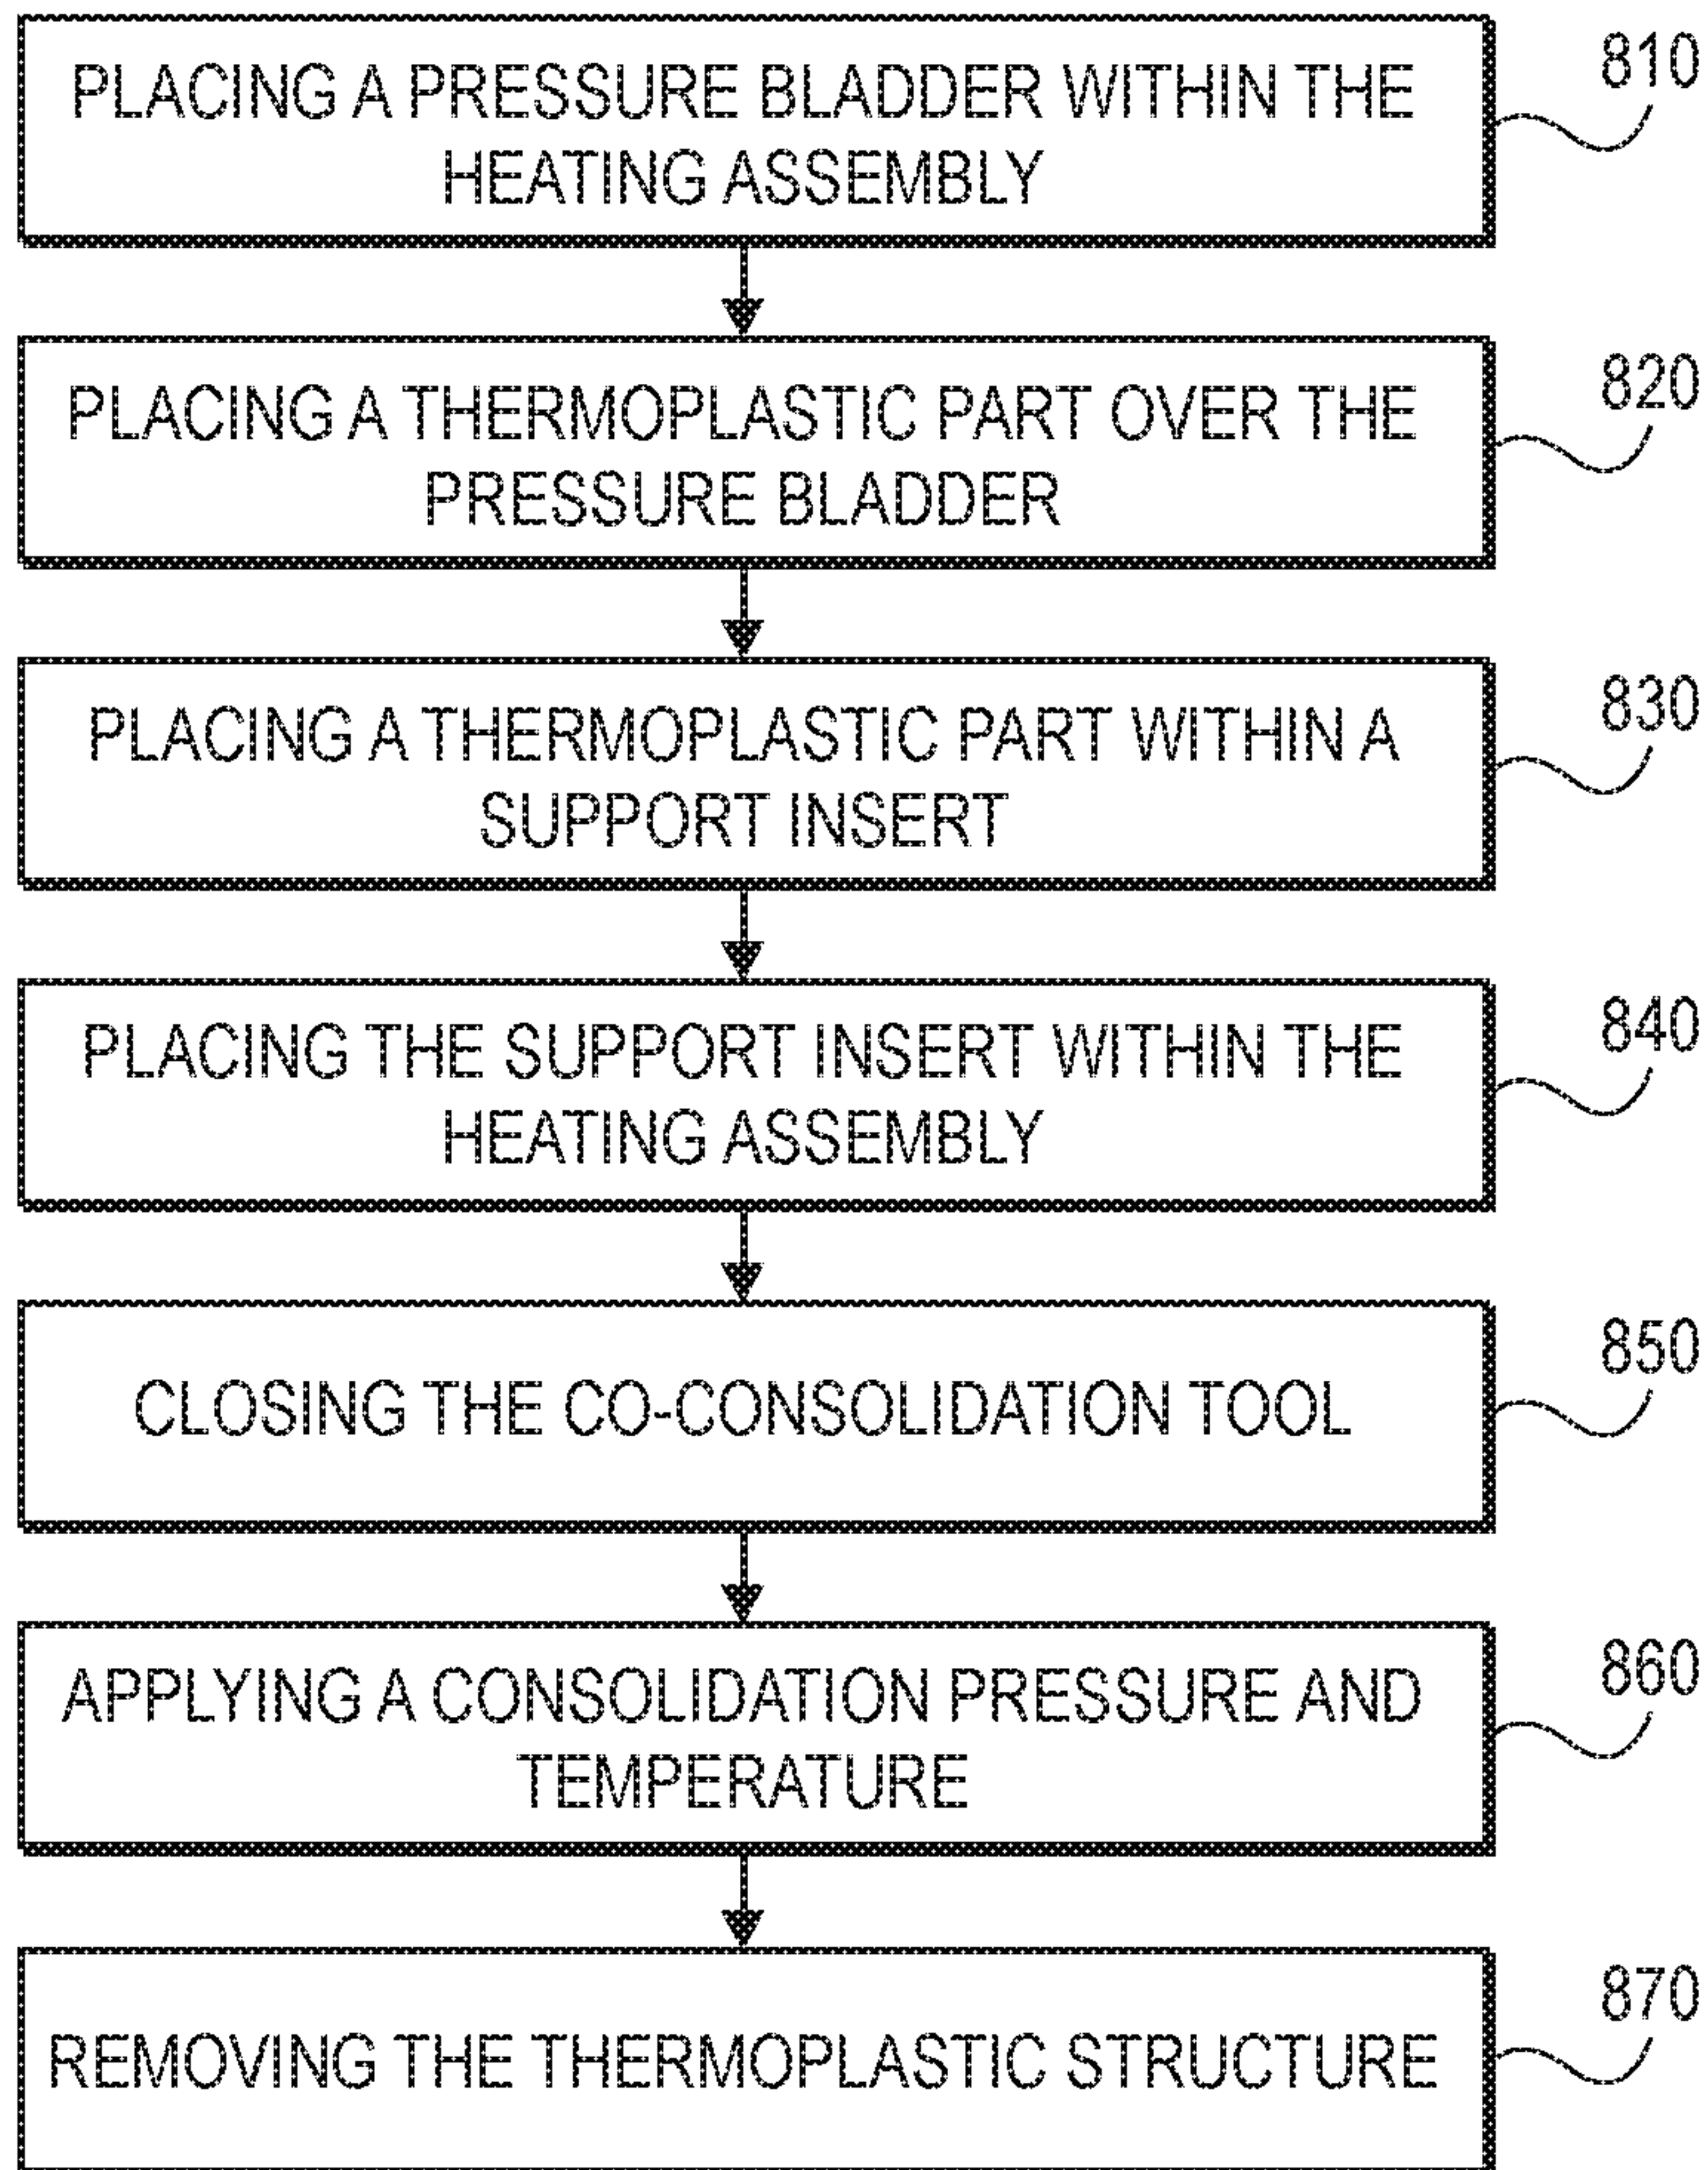 PLACING A PRESSURE BLADDER WITHIN THE
HEATING ASSEMBLY
810
PLACING A THERMOPLASTIC PART OVER THE
PRESSURE BLADDER
820
PLACING A THERMOPLASTIC PART WITHIN A
SUPPORT INSERT
830
PLACING THE SUPPORT INSERT WITHIN THE
HEATING ASSEMBLY
840
CLOSING THE CO-CONSOLIDATION TOOL
850
APPLYING A CONSOLIDATION PRESSURE AND
TEMPERATURE
860
REMOVING THE THERMOPLASTIC STRUCTURE
870